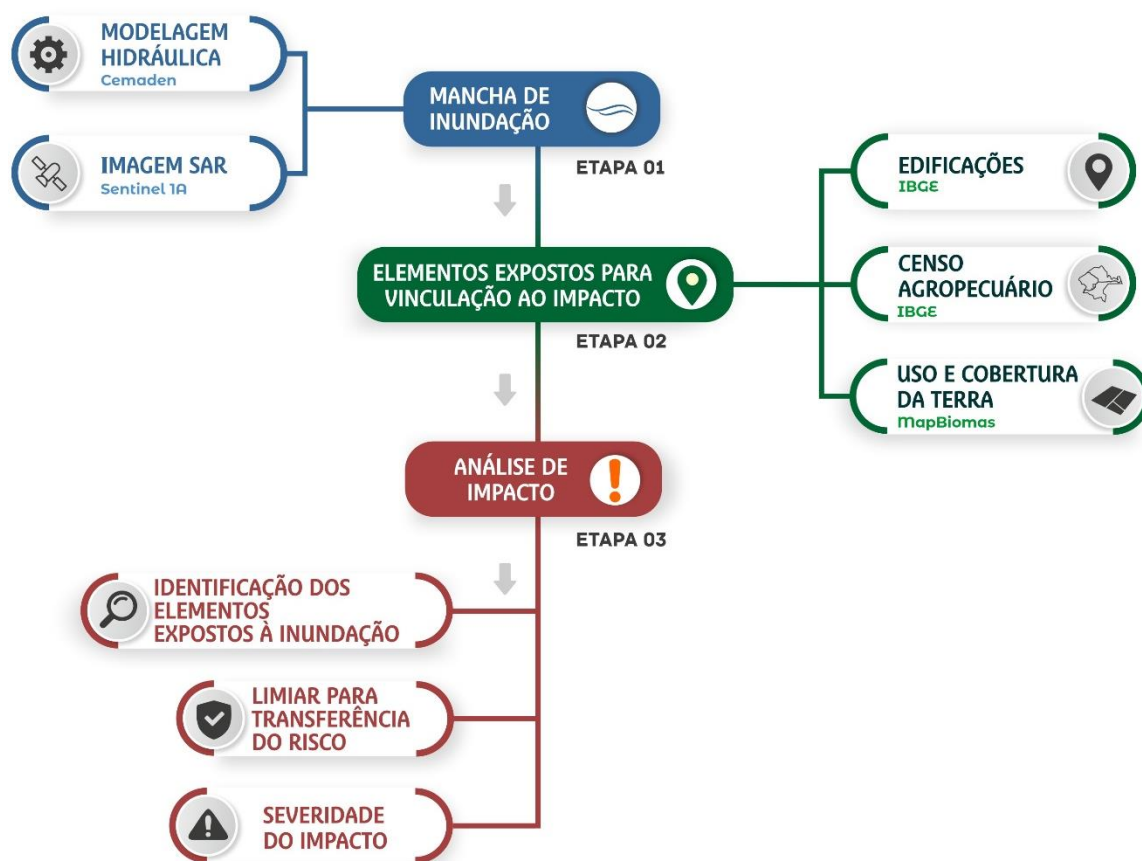 MODELAGEM
HIDRÁULICA
Cemaden
IMAGEM SAR
Sentinel 1A
MANCHA DE
INUNDAÇÃO
ETAPA 01
ELEMENTOS EXPOSTOS PARA
VINCULAÇÃO AO IMPACTO
ETAPA 02
EDIFICAÇÕES
IBGE
CENSO
AGROPECUÁRIO
IBGE
USO E COBERTURA
DA TERRA
MapBiomas
ANÁLISE DE
IMPACTO
ETAPA 03
IDENTIFICAÇÃO DOS
ELEMENTOS
EXPOSTOS À INUNDAÇÃO
LIMIAR PARA
TRANSFERÊNCIA
DO RISCO
SEVERIDADE
DO IMPACTO